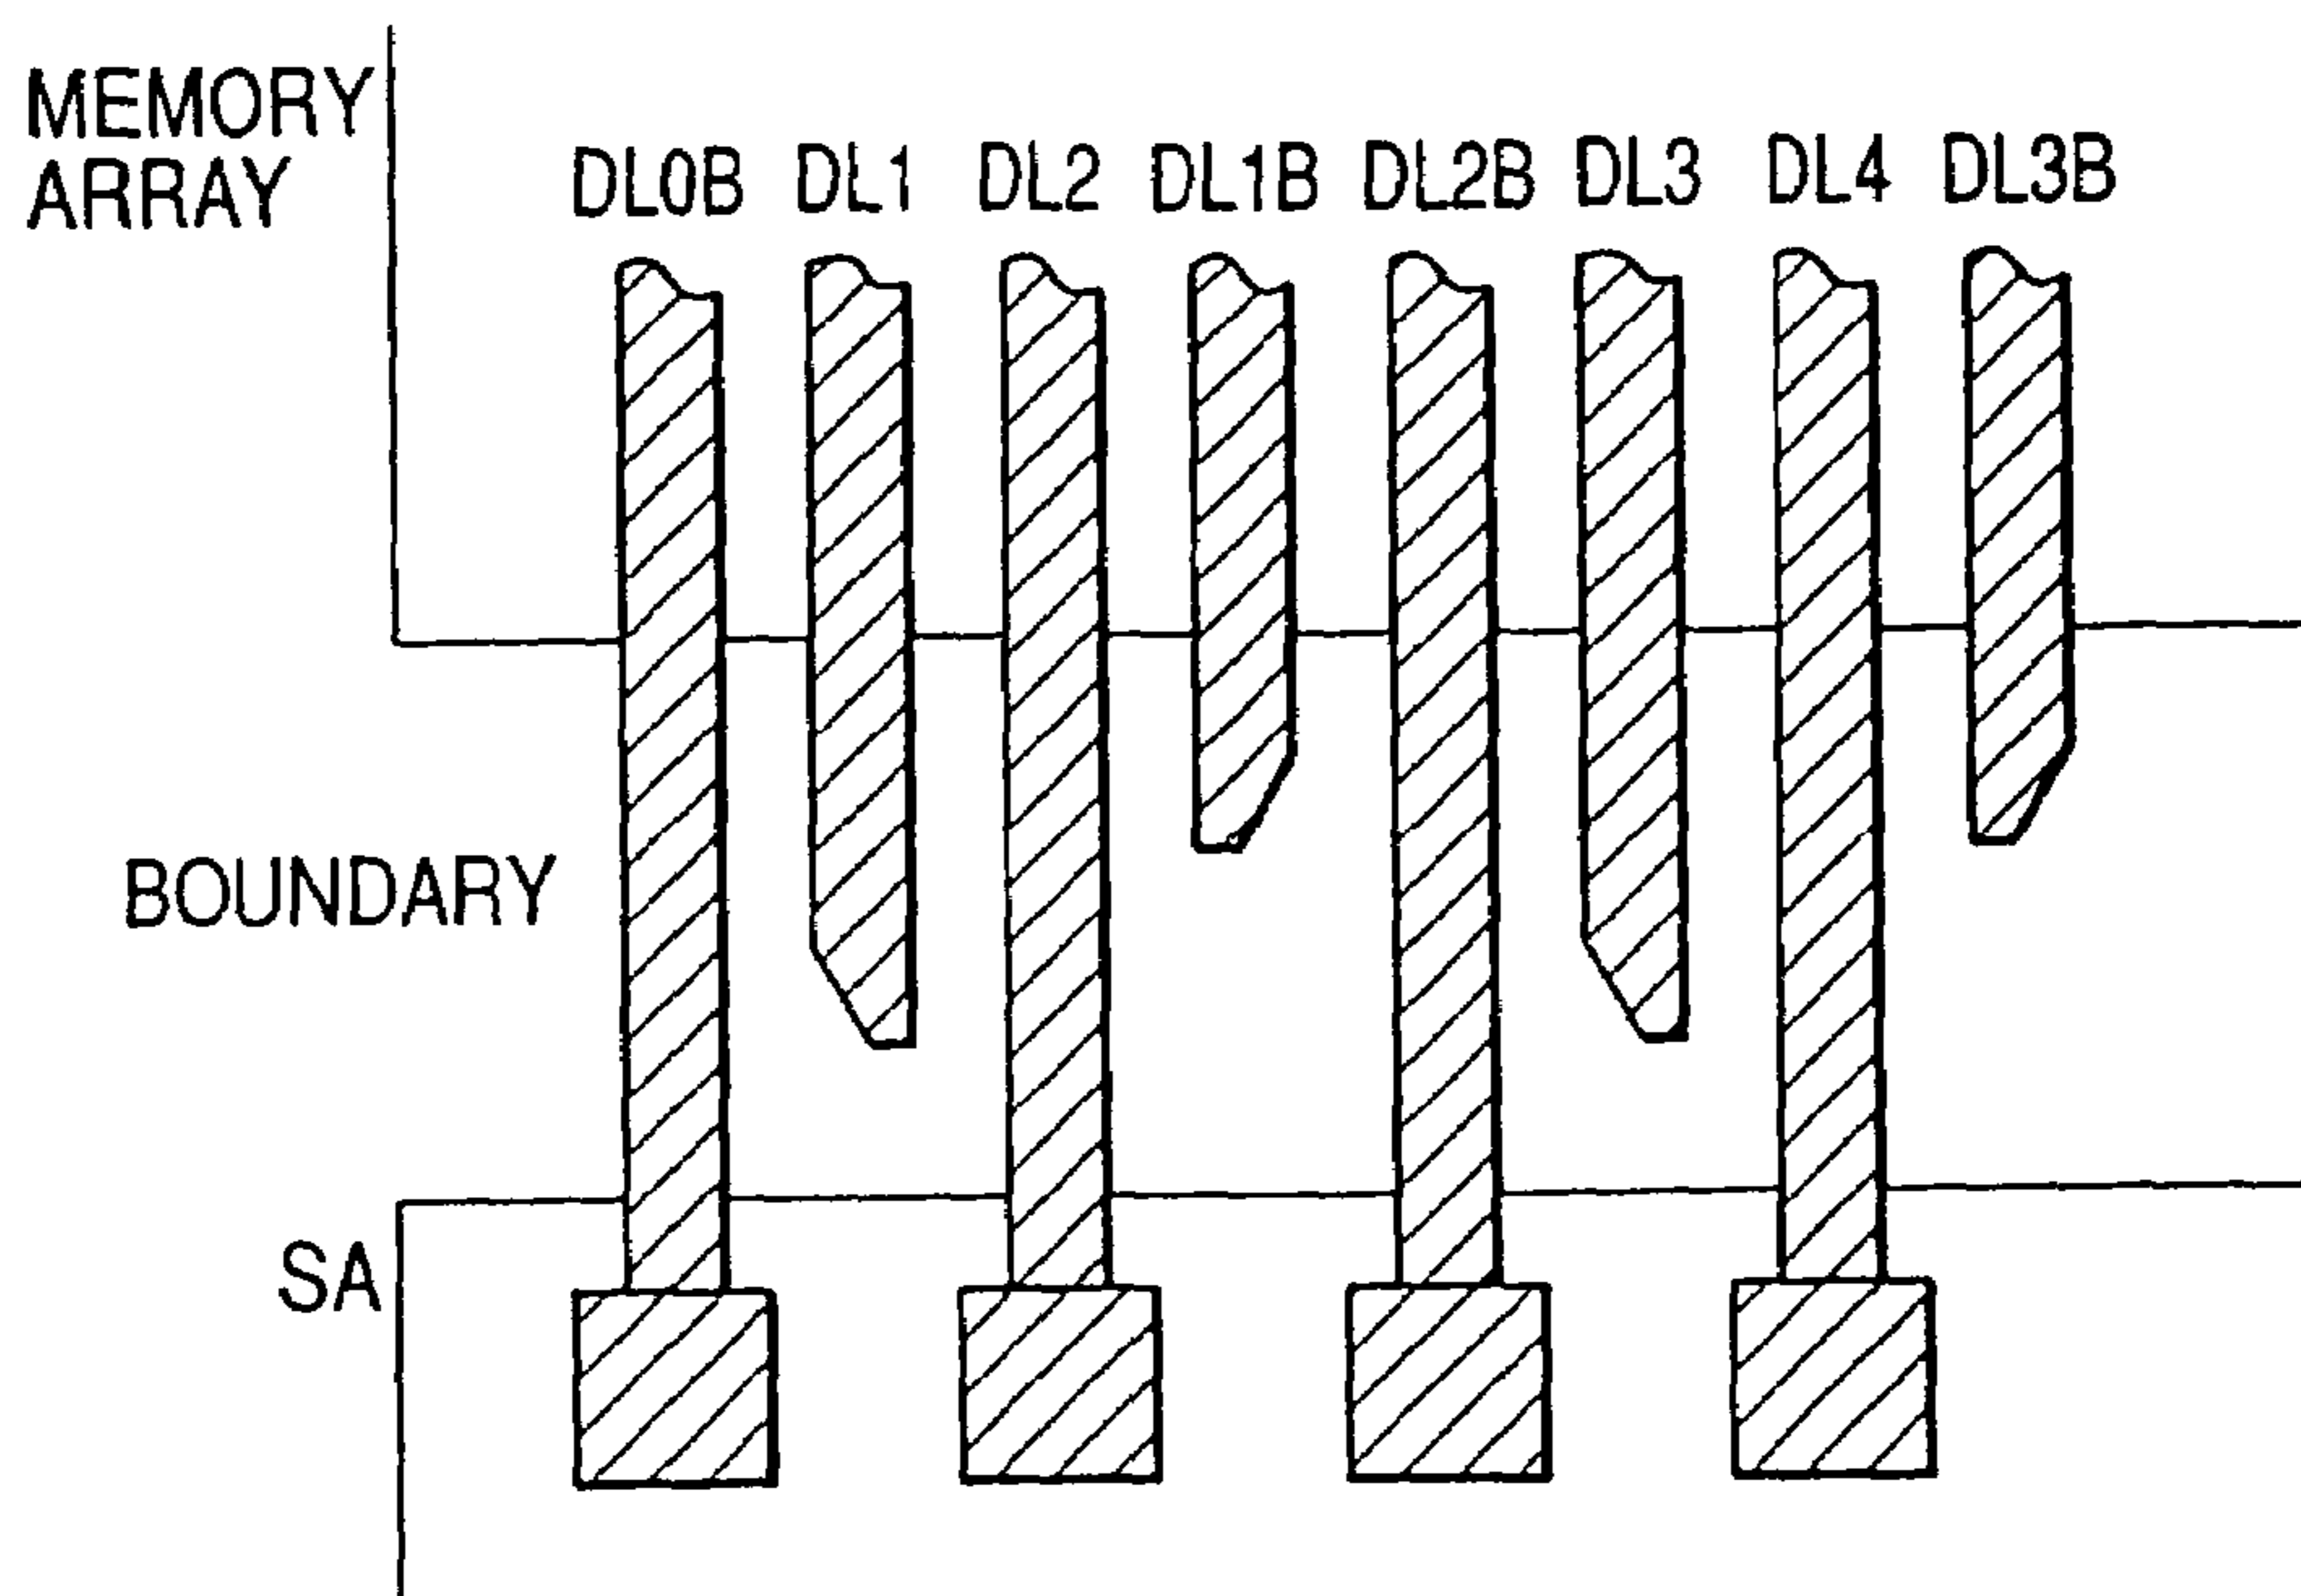 MEMORY
ARRAY
DL0B DL1 DL2 DL1B DL2B DL3 DL4 DL3B
BOUNDARY
SA